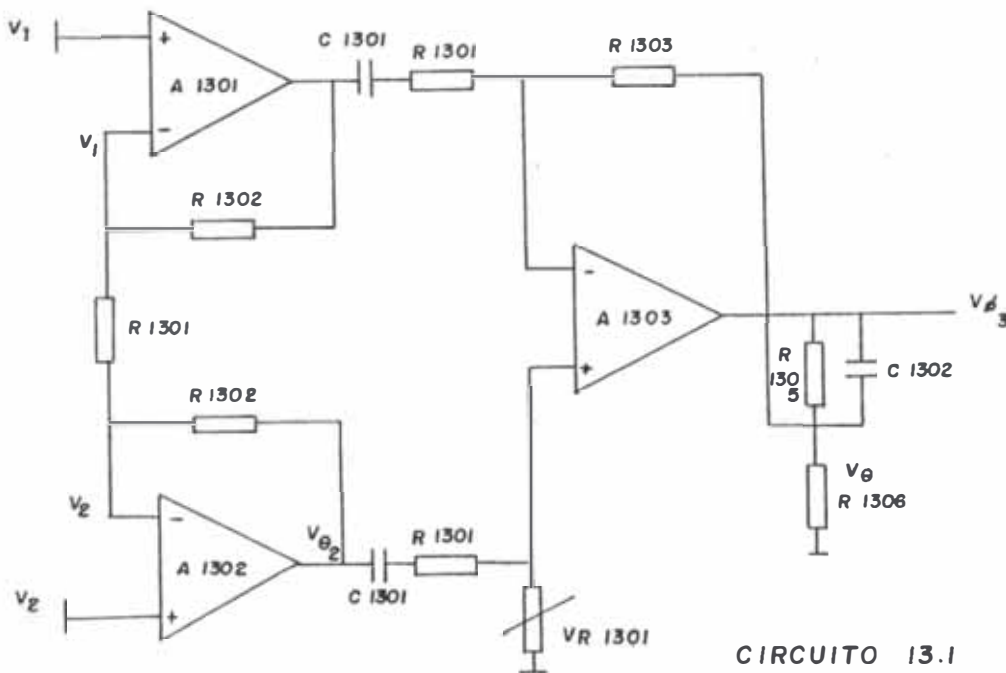 V1
+
A 1301
-
V1
C 1301
R 1301
R 1303
R 1302
R 1301
R 1302
V2
-
A 1302
+
V2
Vθ2
C 1301
R 1301
-
A 1303
+
VR 1301
Vø3
R
130
5
C 1302
Vθ
R 1306
CIRCUITO 13.1